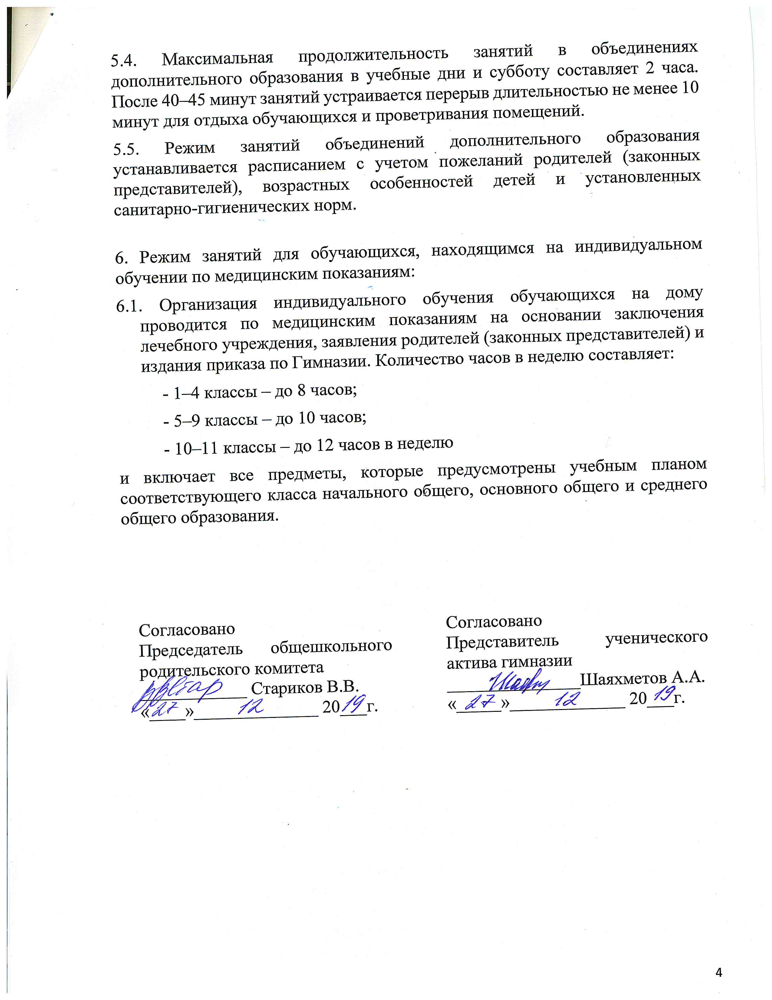 5.4. Максимальная продолжительность занятий в объединениях
дополнительного образования в учебные дни и субботу составляет 2 часа.
После 40–45 минут занятий устраивается перерыв длительностью не менее 10
минут для отдыха обучающихся и проветривания помещений.
5.5. Режим занятий объединений дополнительного образования
устанавливается расписанием с учетом пожеланий родителей (законных
представителей), возрастных особенностей детей и установленных
санитарно-гигиенических норм.
6. Режим занятий для обучающихся, находящимся на индивидуальном
обучении по медицинским показаниям:
6.1. Организация индивидуального обучения обучающихся на дому
проводится по медицинским показаниям на основании заключения
лечебного учреждения, заявления родителей (законных представителей) и
издания приказа по Гимназии. Количество часов в неделю составляет:
- 1–4 классы – до 8 часов;
- 5–9 классы – до 10 часов;
- 10–11 классы – до 12 часов в неделю
и включает все предметы, которые предусмотрены учебным планом
соответствующего класса начального общего, основного общего и среднего
общего образования.
Согласовано
Председатель общешкольного
родительского комитета
Стариков В.В.
«27» 12 2019г.
Согласовано
Представитель ученического
актива гимназии
Шаяхметов А.А.
«27» 12 2019г.
4